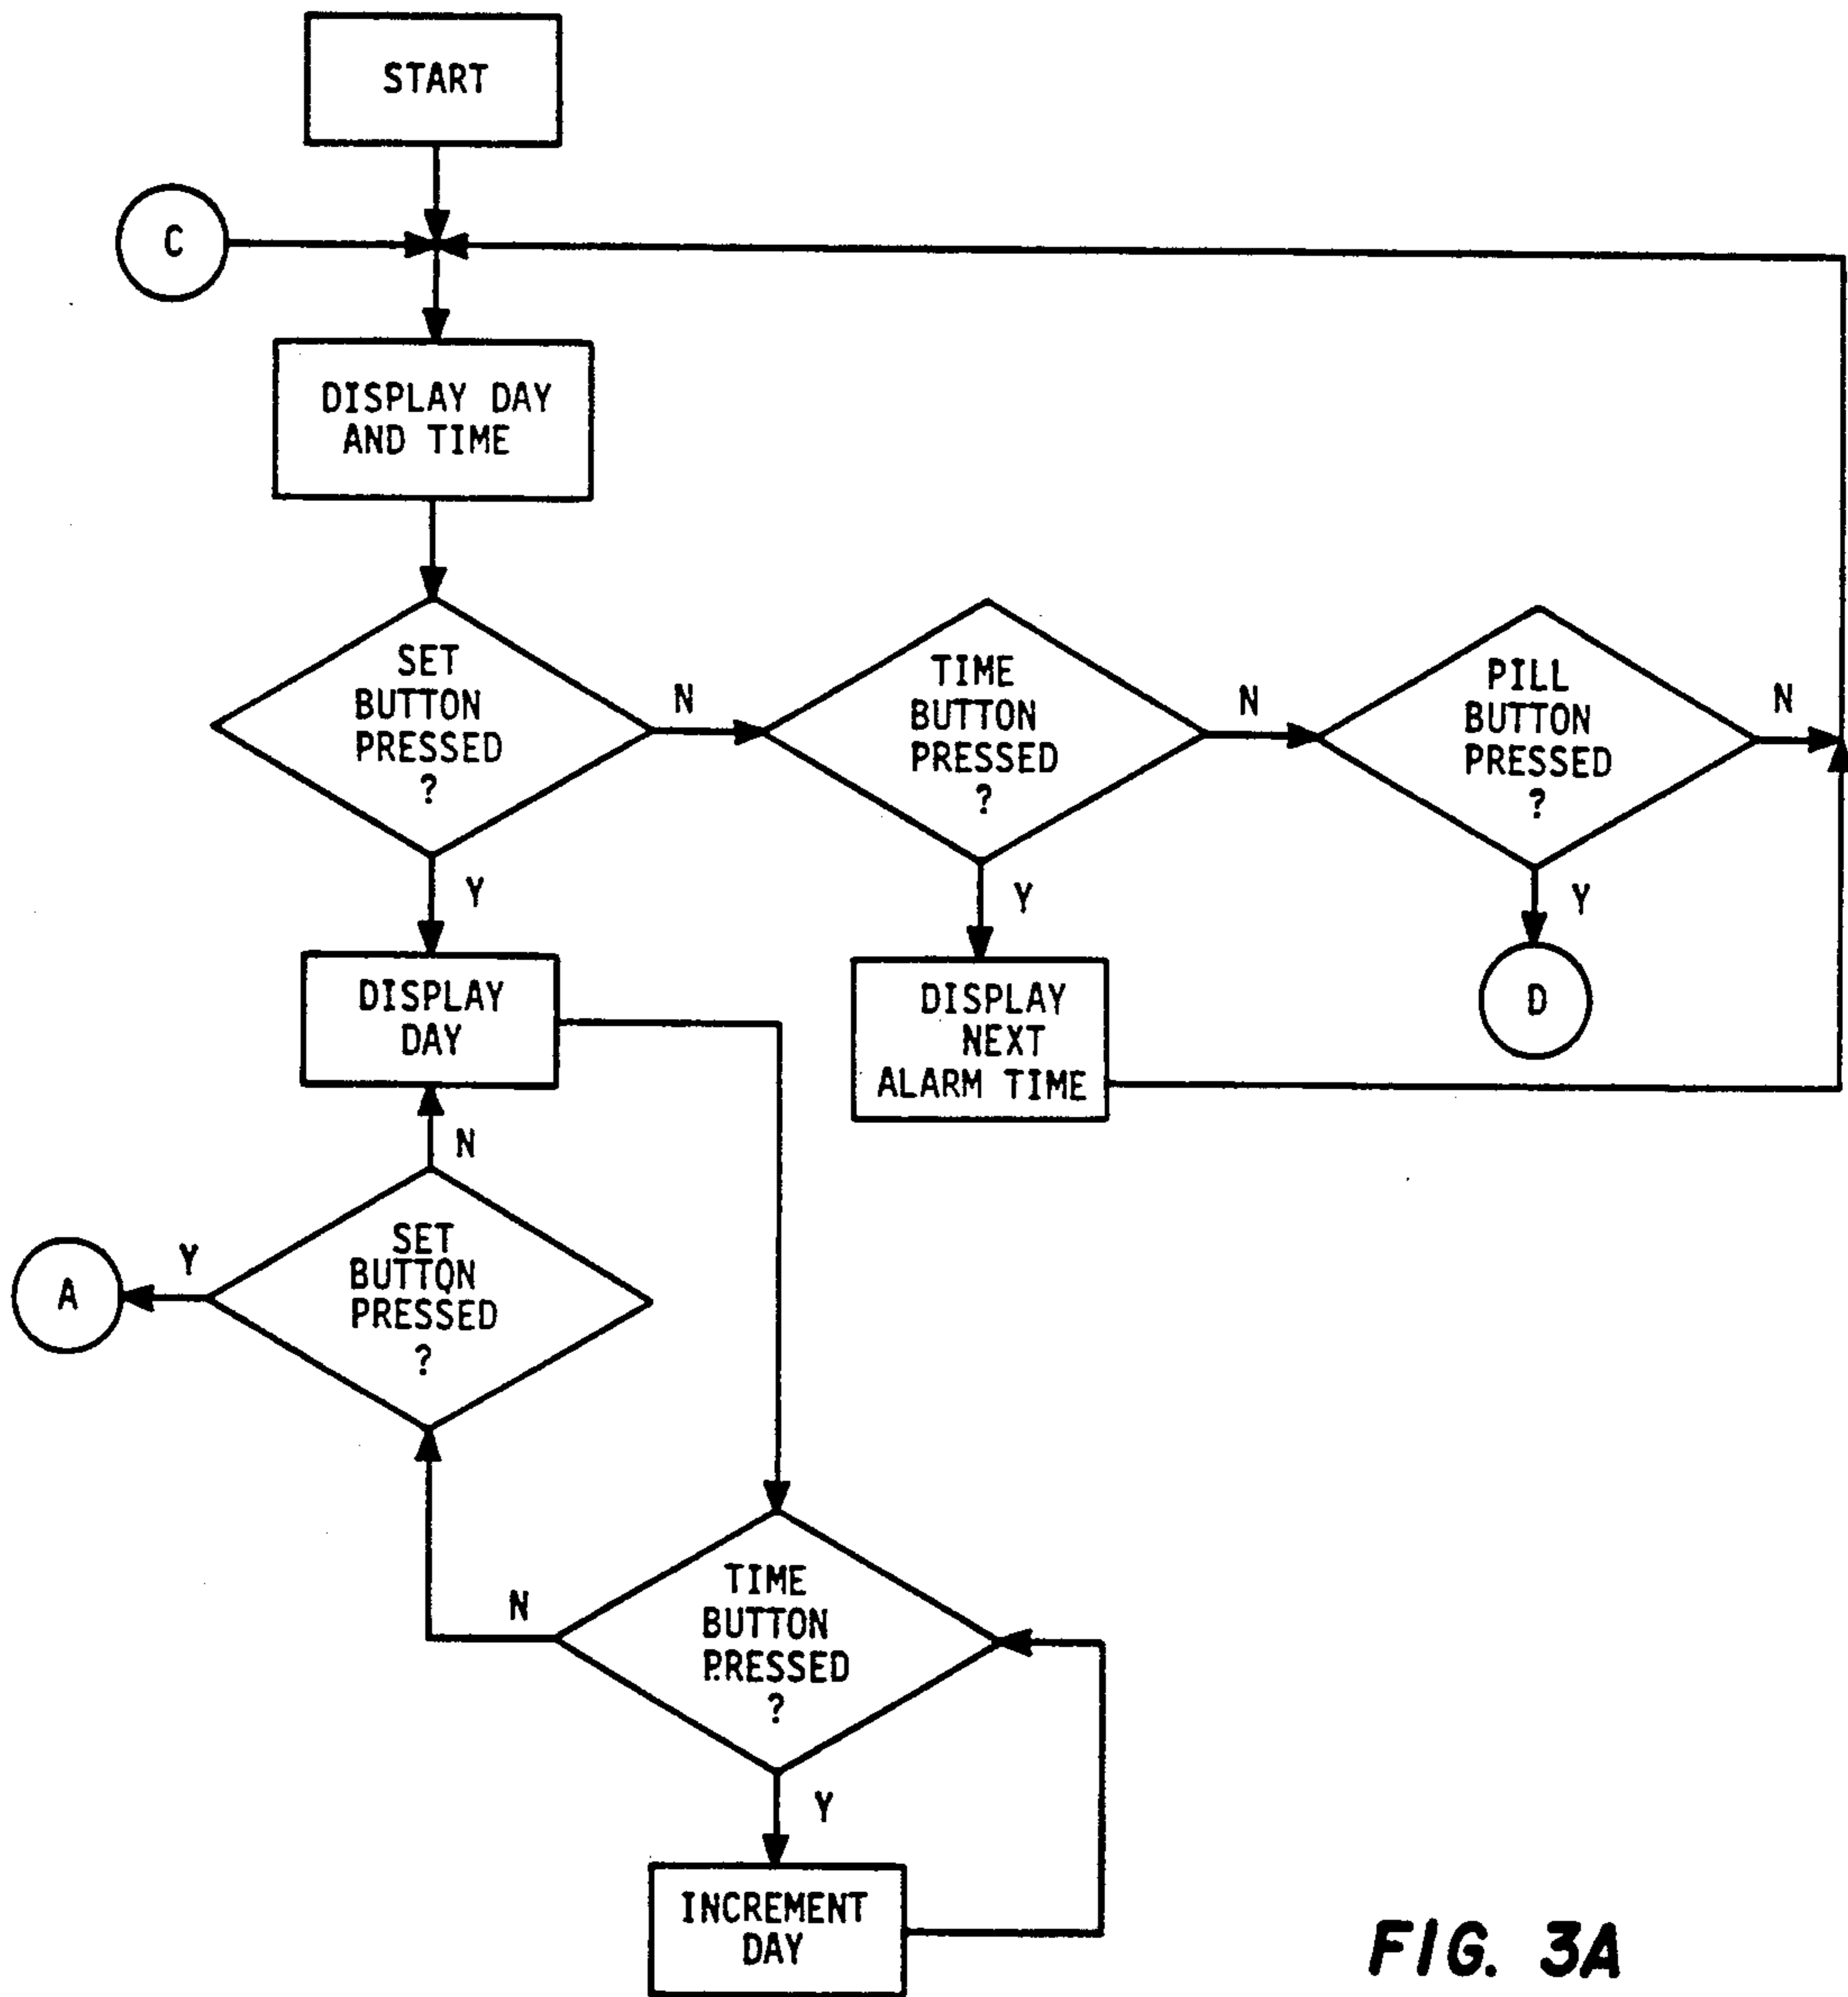 START
C
DISPLAY DAY
AND TIME
SET
BUTTON
PRESSED
?
N
TIME
BUTTON
PRESSED
?
N
PILL
BUTTON
PRESSED
?
N
Y
Y
Y
DISPLAY
DAY
DISPLAY
NEXT
ALARM TIME
D
N
A
Y
SET
BUTTON
PRESSED
?
N
TIME
BUTTON
PRESSED
?
Y
INCREMENT
DAY
FIG. 3A